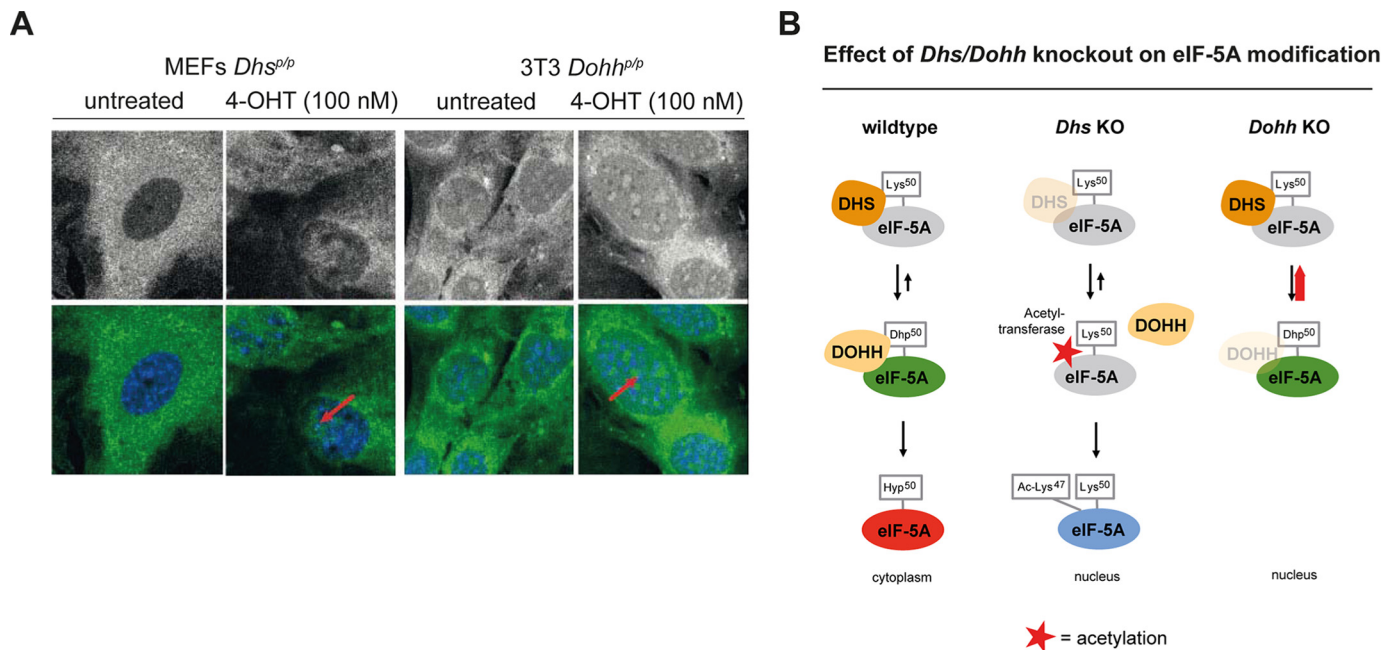 A
MEFs Dhsp/p
3T3 Dohhp/p
untreated
4-OHT (100 nM)
untreated
4-OHT (100 nM)
B
Effect of Dhs/Dohh knockout on eIF-5A modification
wildtype
Dhs KO
Dohh KO
Lys50
DHS
eIF-5A
Lys50
DHS
eIF-5A
Lys50
DHS
eIF-5A
Dhp50
DOHH
eIF-5A
Acetyl-
transferase
Lys50
DOHH
eIF-5A
Dhp50
DOHH
eIF-5A
Hyp50
eIF-5A
Ac-Lys47
Lys50
eIF-5A
cytoplasm
nucleus
nucleus
= acetylation